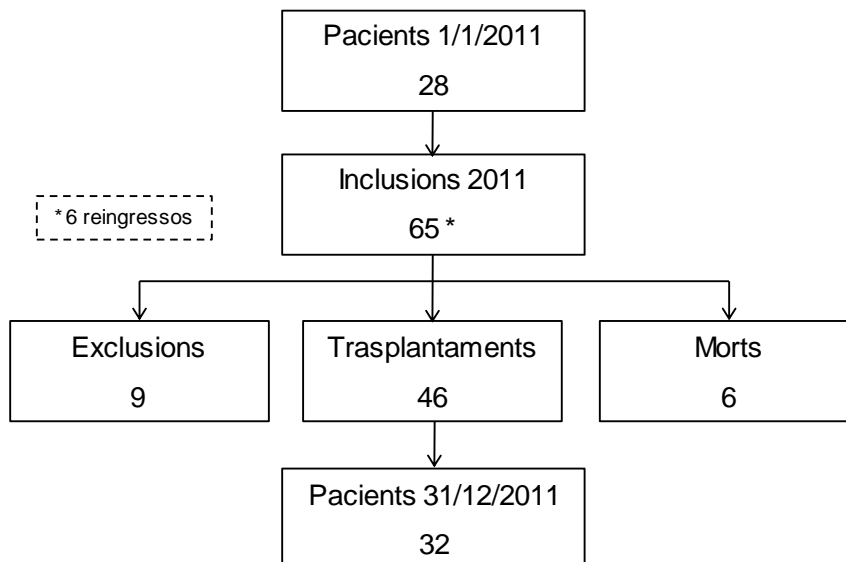 Pacients 1/1/2011
28
Inclusions 2011
65 *
* 6 reingressos
Exclusions
9
Trasplantaments
46
Morts
6
Pacients 31/12/2011
32